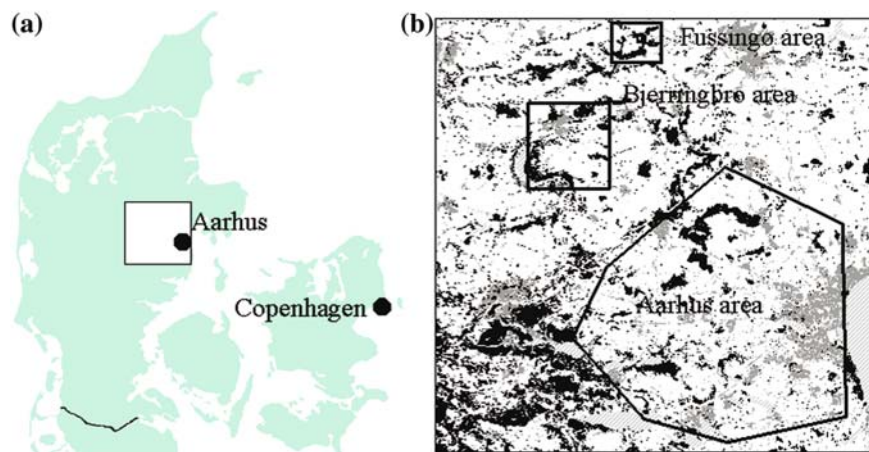 (a)
Aarhus
Copenhagen
(b)
Fussingø area
Bjerringbro area
Aarhus area